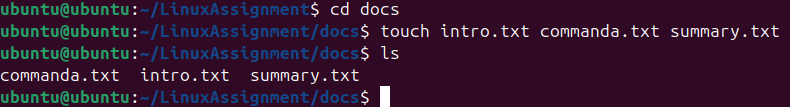 ubuntu@ubuntu:~/LinuxAssignment$ cd docs
ubuntu@ubuntu:~/LinuxAssignment/docs$ touch intro.txt commanda.txt summary.txt
ubuntu@ubuntu:~/LinuxAssignment/docs$ ls
commanda.txt  intro.txt  summary.txt
ubuntu@ubuntu:~/LinuxAssignment/docs$